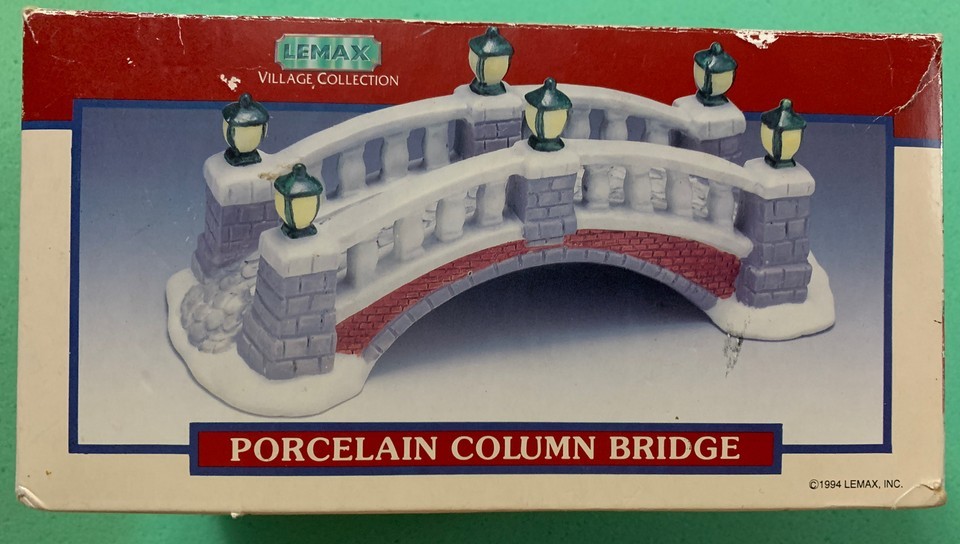 LEMAX
VILLAGE COLLECTION
PORCELAIN COLUMN BRIDGE
©1994 LEMAX, INC.